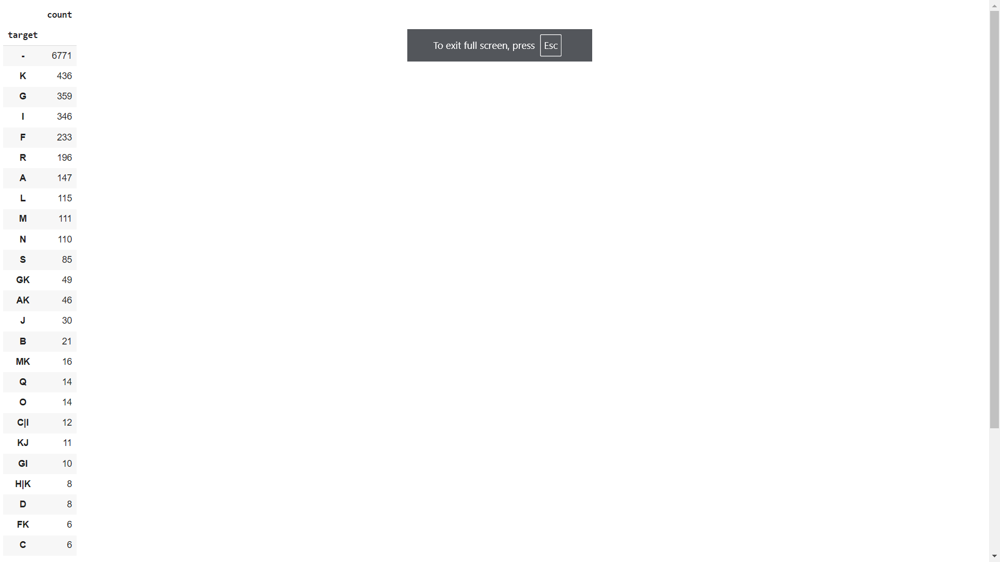 count
target
To exit full screen, press Esc
- 6771
K 436
G 359
I 346
F 233
R 196
A 147
L 115
M 111
N 110
S 85
GK 49
AK 46
J 30
B 21
MK 16
Q 14
O 14
C|I 12
KJ 11
GI 10
H|K 8
D 8
FK 6
C 6